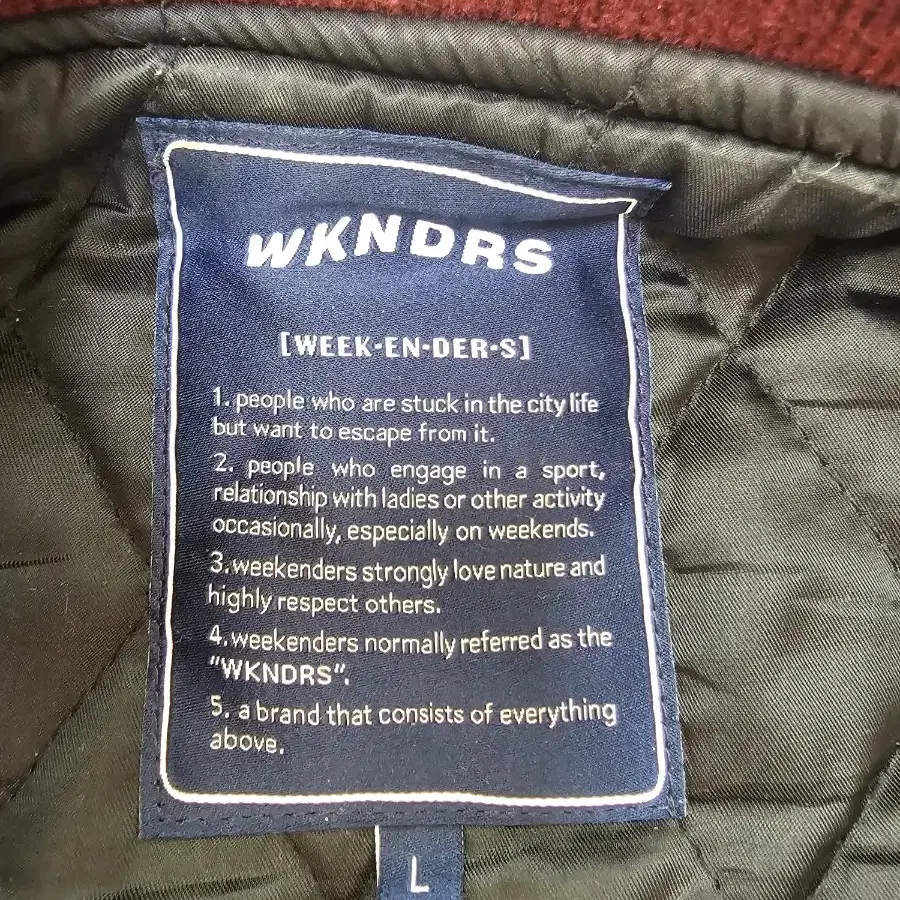 WKNDRS
[WEEK-EN-DER-S]
1. people who are stuck in the city life
but want to escape from it.
2. people who engage in a sport,
relationship with ladies or other activity
occasionally, especially on weekends.
3. weekenders strongly love nature and
highly respect others.
4. weekenders normally referred as the
"WKNDRS".
5. a brand that consists of everything
above.
L